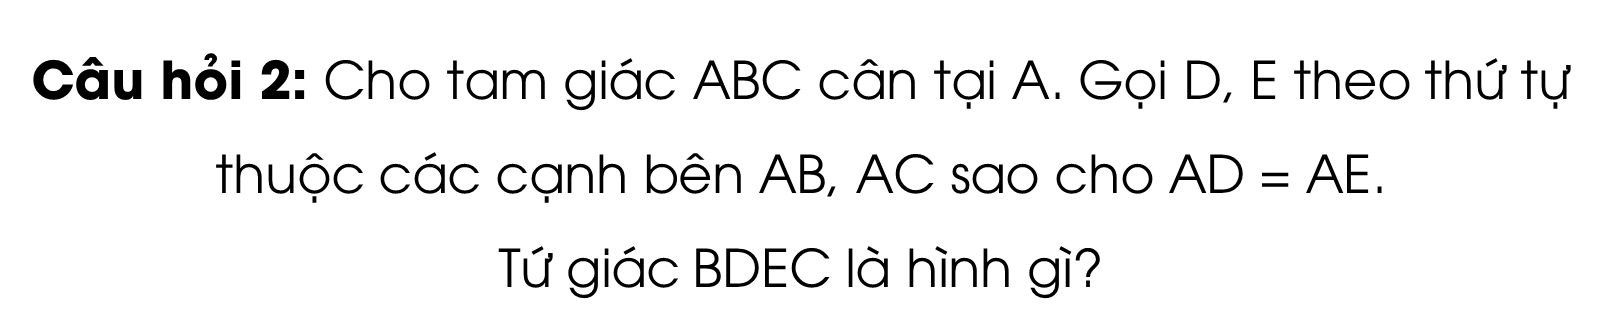 Câu hỏi 2: Cho tam giác ABC cân tại A. Gọi D, E theo thứ tự
thuộc các cạnh bên AB, AC sao cho AD = AE.
Tứ giác BDEC là hình gì?